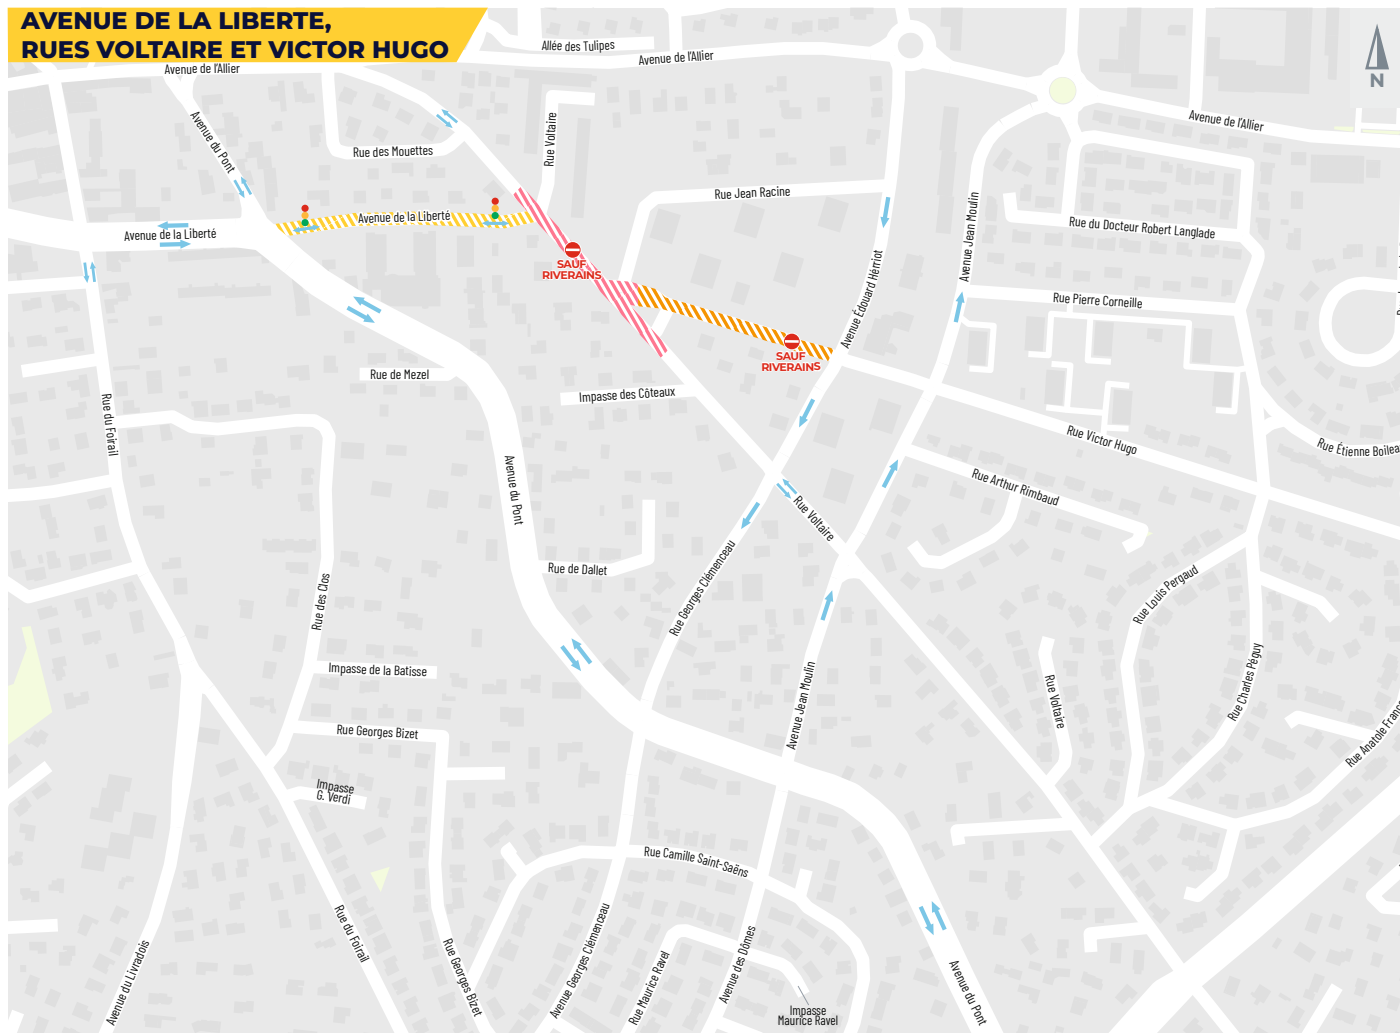 AVENUE DE LA LIBERTE,
RUES VOLTAIRE ET VICTOR HUGO
Allée des Tulipes
Avenue de l'Allier
Avenue de l'Allier
N
Avenue de l'Allier
Avenue du Pont
Rue des Mouettes
Rue Voltaire
Rue Jean Racine
Avenue de la Liberté
Avenue de la Liberté
Rue du Docteur Robert Langlade
Avenue Jean Moulin
SAUF
RIVERAINS
Avenue Édouard Hérriot
Rue Pierre Corneille
SAUF
RIVERAINS
Rue de Mezel
Impasse des Côteaux
Rue du Foirail
Rue Victor Hugo
Rue Étienne Boilea
Avenue du Pont
Rue Arthur Rimbaud
Rue Voltaire
Rue de Dallet
Rue Georges Clémenceau
Rue des Clos
Rue Louis Pergaud
Impasse de la Batisse
Avenue Jean Moulin
Rue Voltaire
Rue Charles Péguy
Rue Georges Bizet
Rue Anatole Franc
Impasse
G. Verdi
Rue Camille Saint-Saëns
Rue du Foirail
Avenue du Livradois
Rue Georges Bizet
Avenue Georges Clémenceau
Rue Maurice Ravel
Avenue des Dômes
Avenue du Pont
Impasse
Maurice Ravel